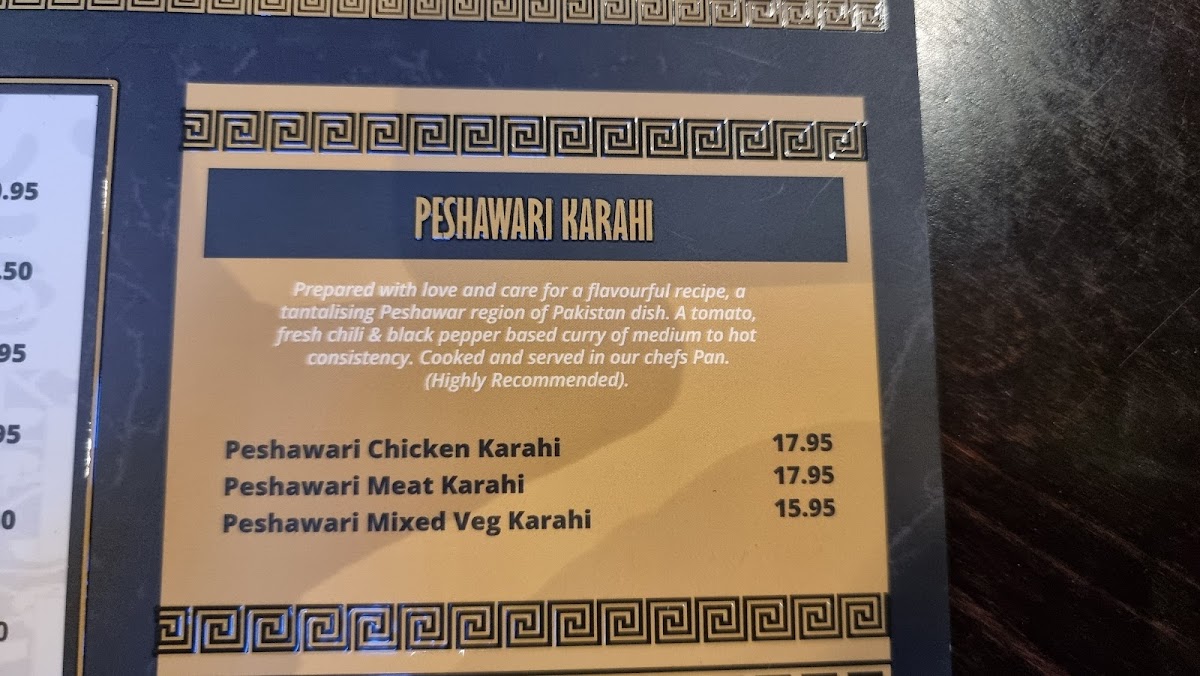 PESHAWARI KARAHI
Prepared with love and care for a flavourful recipe, a
tantalising Peshawar region of Pakistan dish. A tomato,
fresh chili & black pepper based curry of medium to hot
consistency. Cooked and served in our chefs Pan.
(Highly Recommended).
Peshawari Chicken Karahi 17.95
Peshawari Meat Karahi 17.95
Peshawari Mixed Veg Karahi 15.95
.95
.50
95
95
0
0